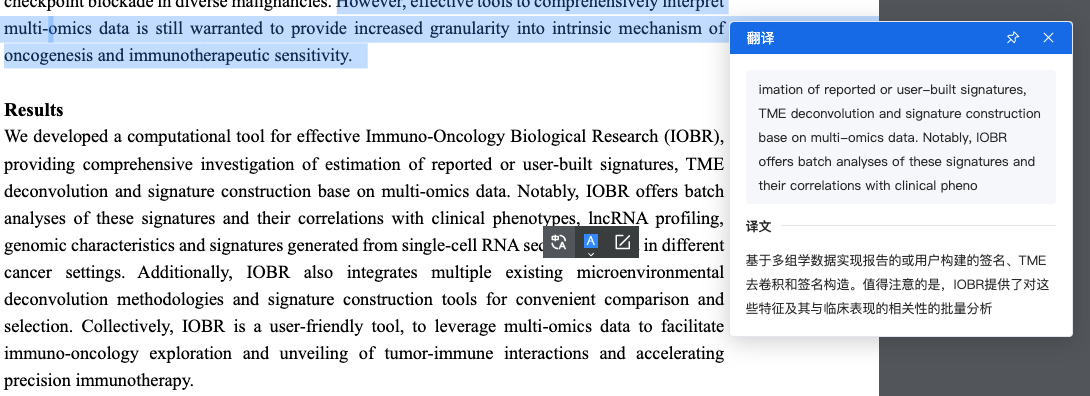 checkpoint blockade in diverse malignancies. However, effective tools to comprehensively interpret
multi-omics data is still warranted to provide increased granularity into intrinsic mechanism of
oncogenesis and immunotherapeutic sensitivity.
Results
We developed a computational tool for effective Immuno-Oncology Biological Research (IOBR),
providing comprehensive investigation of estimation of reported or user-built signatures, TME
deconvolution and signature construction base on multi-omics data. Notably, IOBR offers batch
analyses of these signatures and their correlations with clinical phenotypes, lncRNA profiling,
genomic characteristics and signatures generated from single-cell RNA in different
cancer settings. Additionally, IOBR also integrates multiple existing microenvironmental
deconvolution methodologies and signature construction tools for convenient comparison and
selection. Collectively, IOBR is a user-friendly tool, to leverage multi-omics data to facilitate
immuno-oncology exploration and unveiling of tumor-immune interactions and accelerating
precision immunotherapy.
中A
A
翻译
imation of reported or user-built signatures,
TME deconvolution and signature construction
base on multi-omics data. Notably, IOBR
offers batch analyses of these signatures and
their correlations with clinical pheno
译文
基于多组学数据实现报告的或用户构建的签名、TME
去卷积和签名构造。值得注意的是，IOBR提供了对这
些特征及其与临床表现的相关性的批量分析